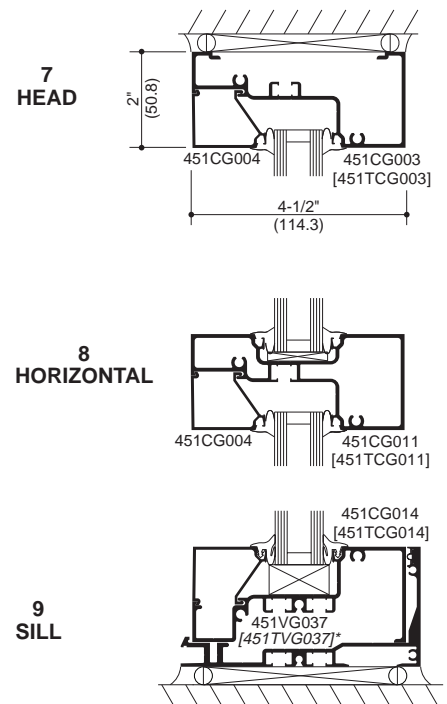 7
HEAD
2"
(50.8)
451CG004
451CG003
[451TCG003]
4-1/2"
(114.3)
8
HORIZONTAL
451CG004
451CG011
[451TCG011]
451CG014
[451TCG014]
9
SILL
451VG037
[451TVG037]*